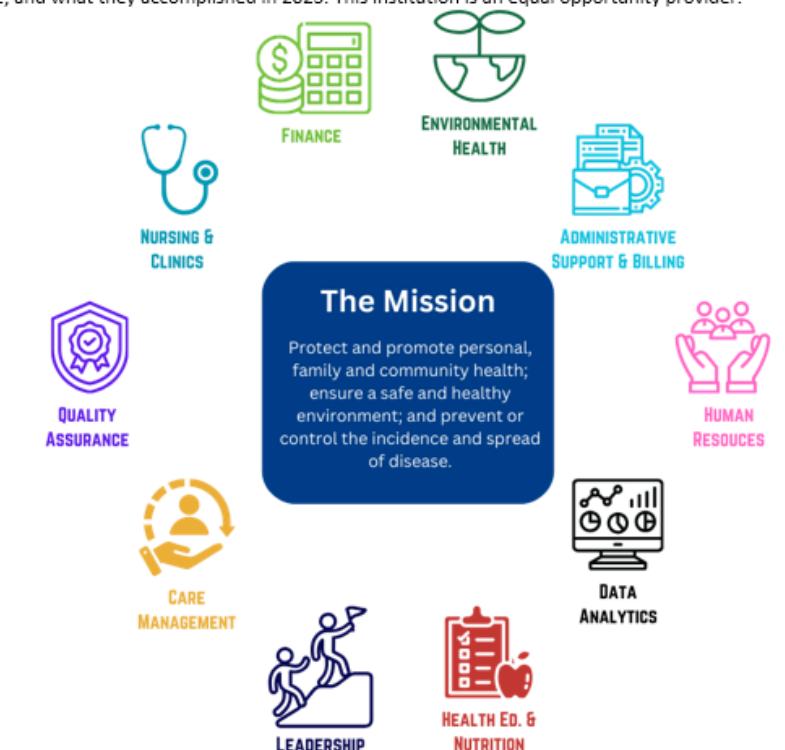 and what they accomplished in 2023. This institution is an equal opportunity provider.
FINANCE
ENVIRONMENTAL
HEALTH
NURSING &
CLINICS
ADMINISTRATIVE
SUPPORT & BILLING
The Mission
Protect and promote personal,
family and community health;
ensure a safe and healthy
environment; and prevent or
control the incidence and spread
of disease.
QUALITY
ASSURANCE
HUMAN
RESOUCES
CARE
MANAGEMENT
DATA
ANALYTICS
LEADERSHIP
HEALTH ED. &
NUTRITION